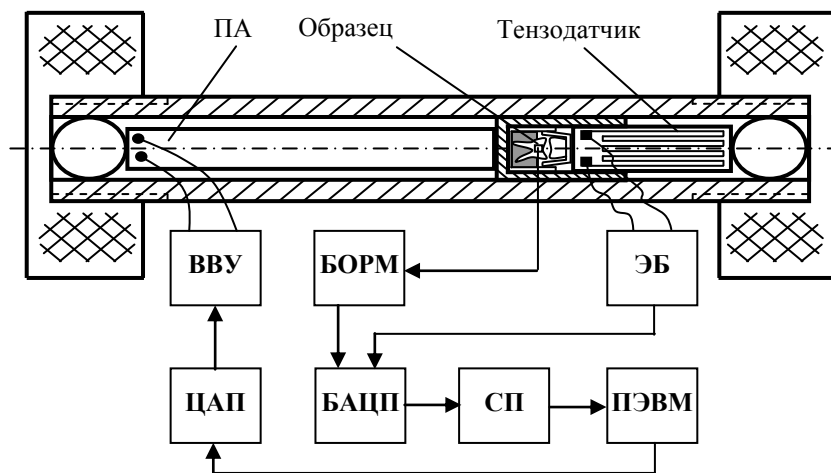 ПА
Образец
Тензодатчик
ВВУ
БОРМ
ЭБ
ЦАП
БАЦП
СП
ПЭВМ